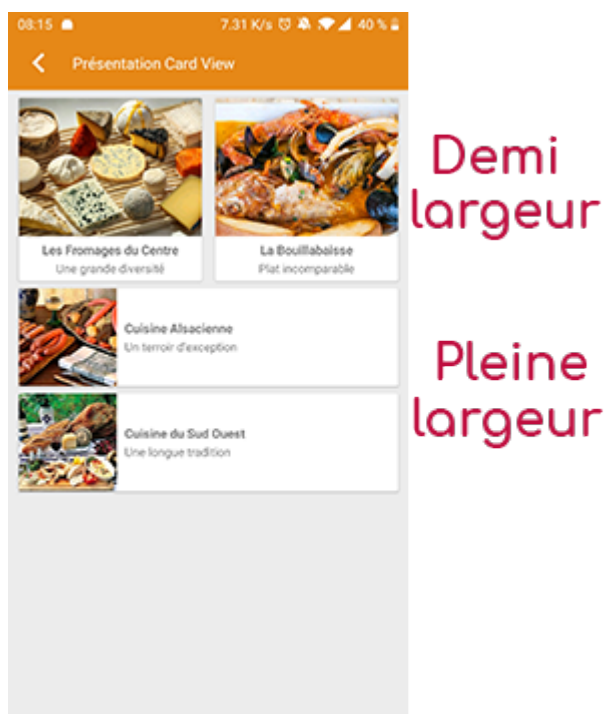 08:15 7.31 K/s 40 %
Présentation Card View
Les Fromages du Centre
Une grande diversité
La Bouillabaisse
Plat incomparable
Demi
largeur
Cuisine Alsacienne
Un terroir d'exception
Cuisine du Sud Ouest
Une longue tradition
Pleine
largeur